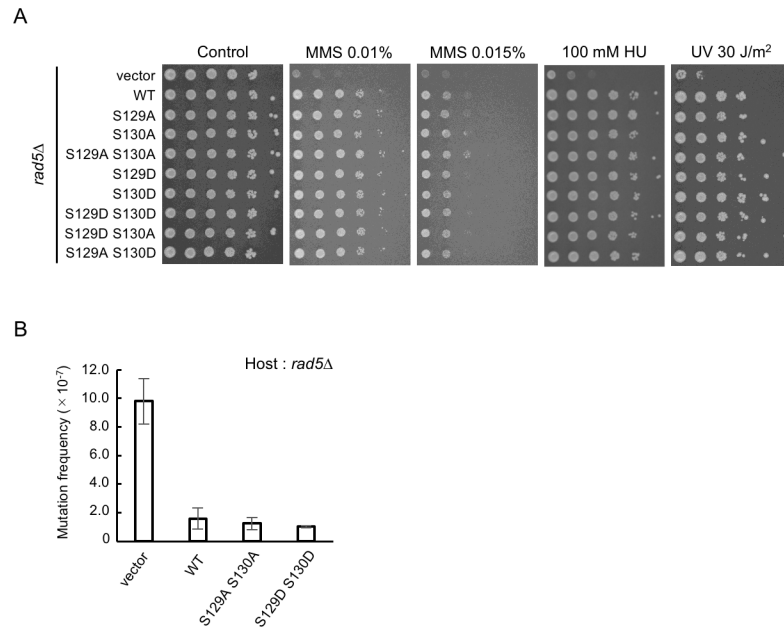 A
Control MMS 0.01% MMS 0.015% 100 mM HU UV 30 J/m²
rad5Δ
vector
WT
S129A
S130A
S129A S130A
S129D
S130D
S129D S130D
S129D S130A
S129A S130D
B
Host : rad5Δ
Mutation frequency ( × 10⁻⁷)
12.0
10.0
8.0
6.0
4.0
2.0
0
vector WT S129A S130A S129D S130D